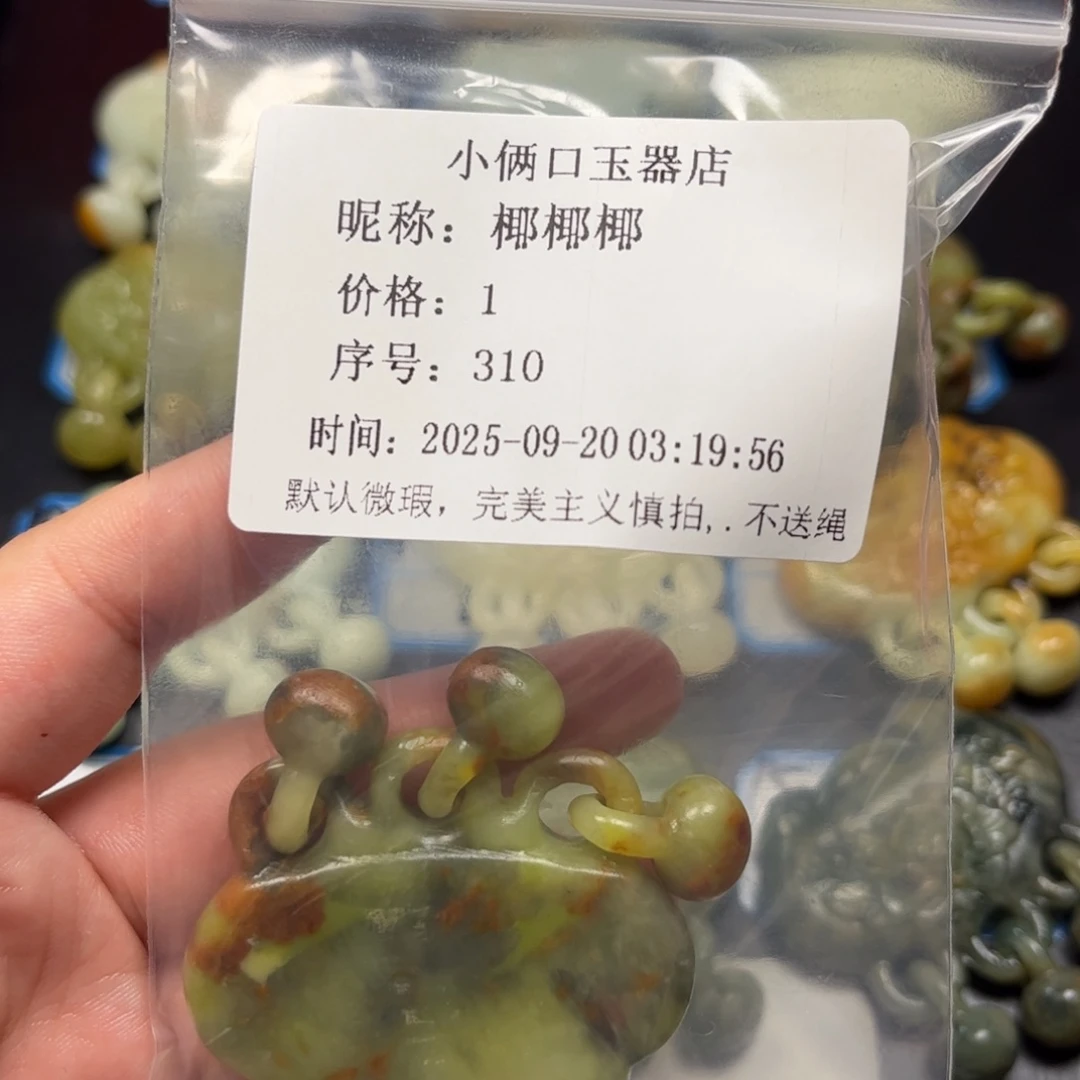 小俩口玉器店
昵称：椰椰椰
价格：1
序号：310
时间：2025-09-20 03:19:56
默认微瑕，完美主义慎拍,.不送绳